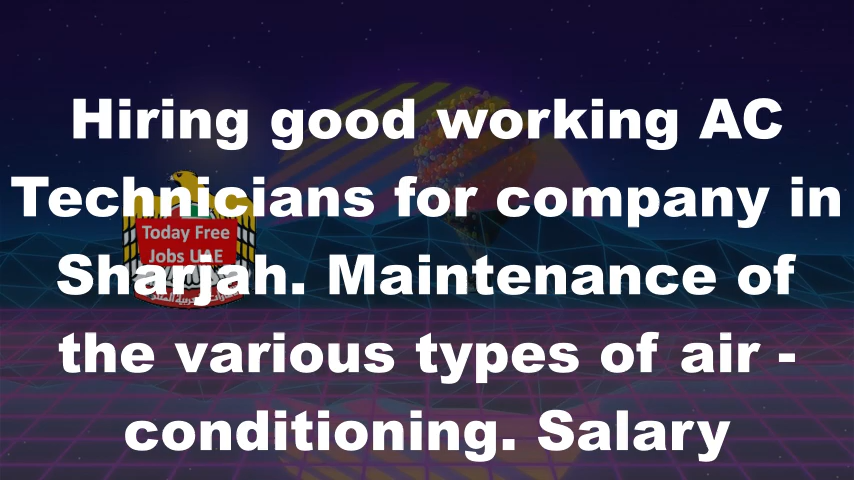 Hiring good working AC
Technicians for company in
Today Free
Jobs UAE
Sharjah. Maintenance of
the various types of air -
conditioning. Salary